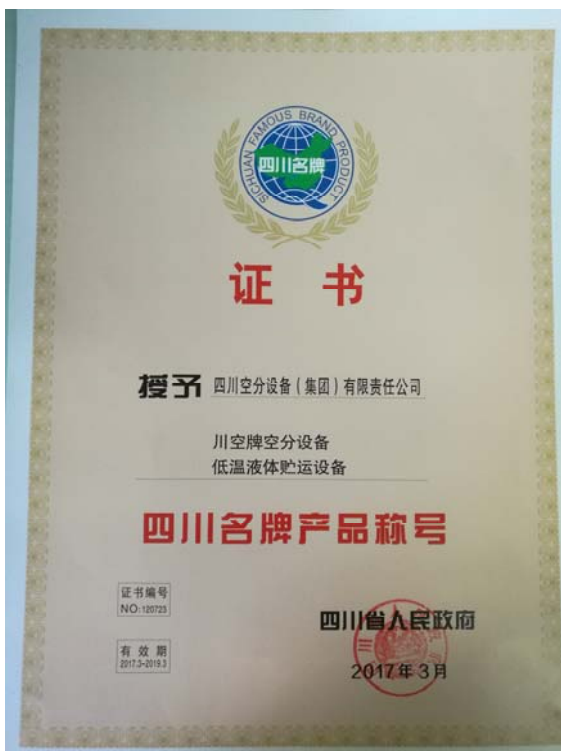 SICHUAN FAMOUS BRAND PRODUCT
四川名牌
证 书
授予 四川空分设备(集团)有限责任公司
川空牌空分设备
低温液体贮运设备
四川名牌产品称号
证书编号
NO:120723
有 效 期
2017.3-2019.3
四川省人民政府
2017年3月